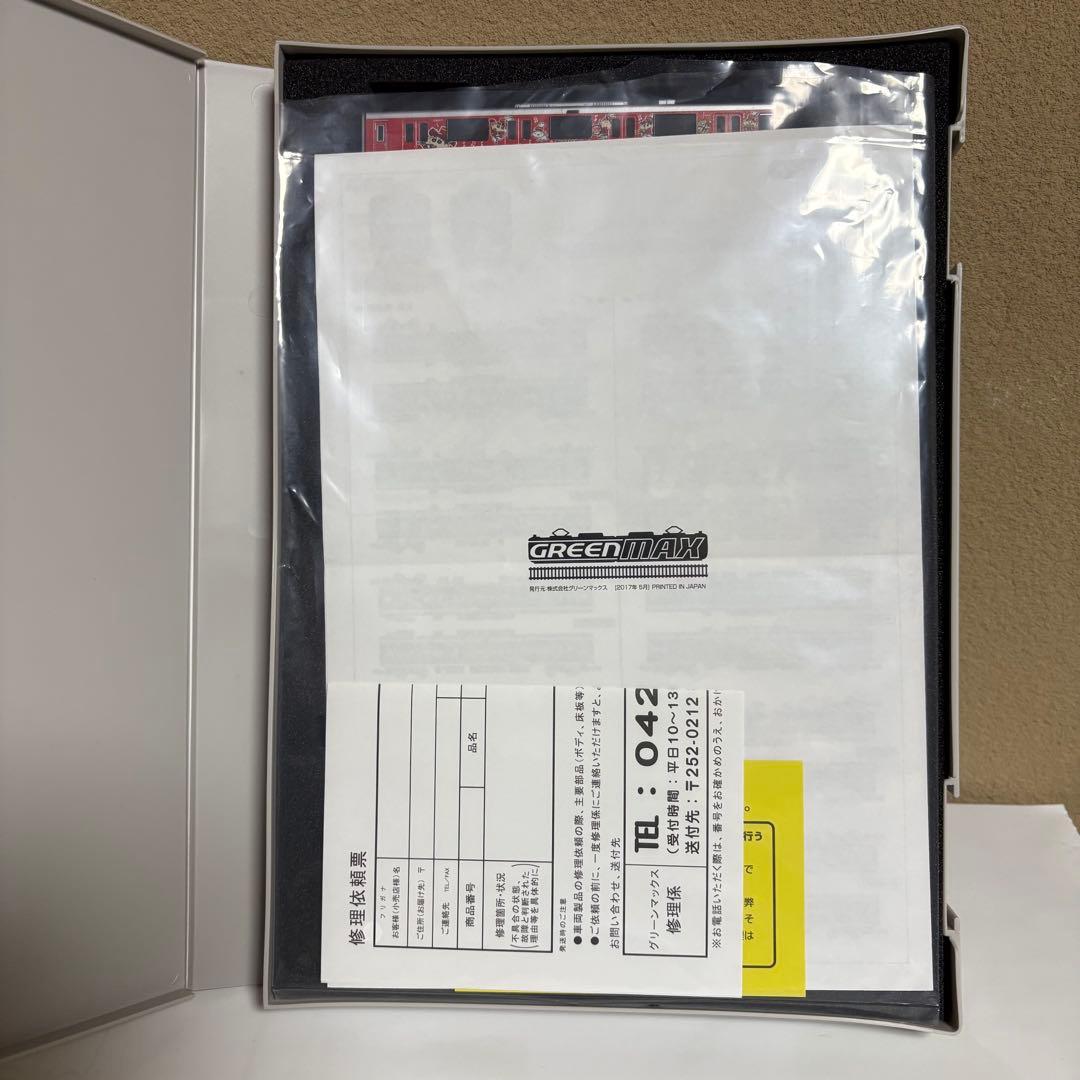 GREENMAX
発行元:株式会社グリーンマックス [2017年 6月] PRINTED IN JAPAN
修理依頼票
フリガナ
お客様(小売店様)名
ご住所(お届け先) 〒
ご連絡先 TEL/FAX
商品番号
品名
修理箇所・状況
(不具合の状態、
故障と判断された
理由等を具体的に)
発送時のご注意
●車両製品の修理依頼の際、主要部品(ボディ、床板等)
●ご依頼の前に、一度修理係にご連絡いただけますと、
お問い合わせ、送付先
グリーンマックス
修理係
TEL:042
(受付時間:平日10〜13
送付先:〒252-0212
※お電話いただく際は、番号をお確かめのうえ、おか